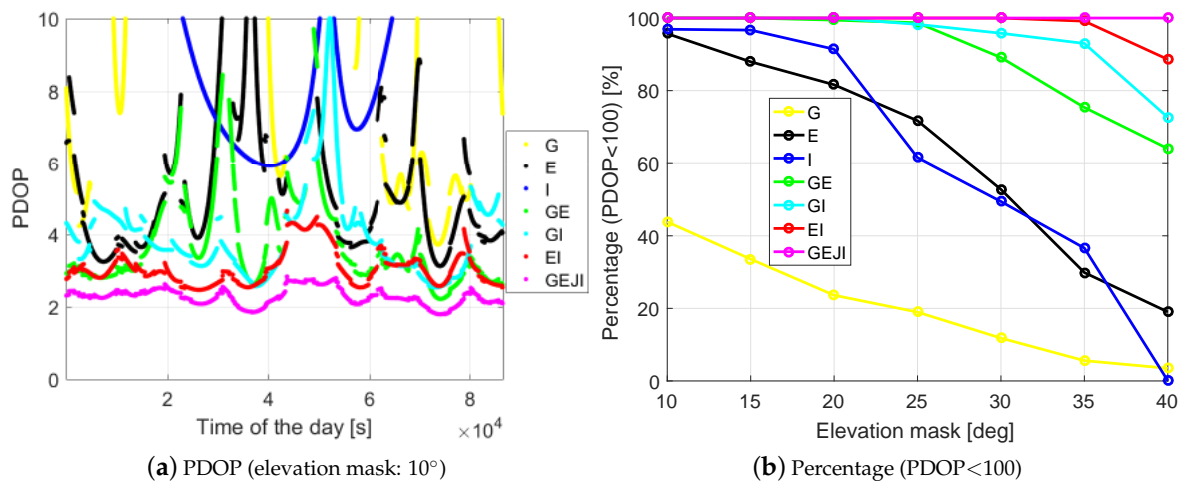 10
8
6
4
2
0
PDOP
2
4
6
8
Time of the day [s]
×10⁴
G
E
I
GE
GI
EI
GEJI
(a) PDOP (elevation mask: 10°)
100
80
60
40
20
0
Percentage (PDOP<100) [%]
10
15
20
25
30
35
40
Elevation mask [deg]
G
E
I
GE
GI
EI
GEJI
(b) Percentage (PDOP<100)